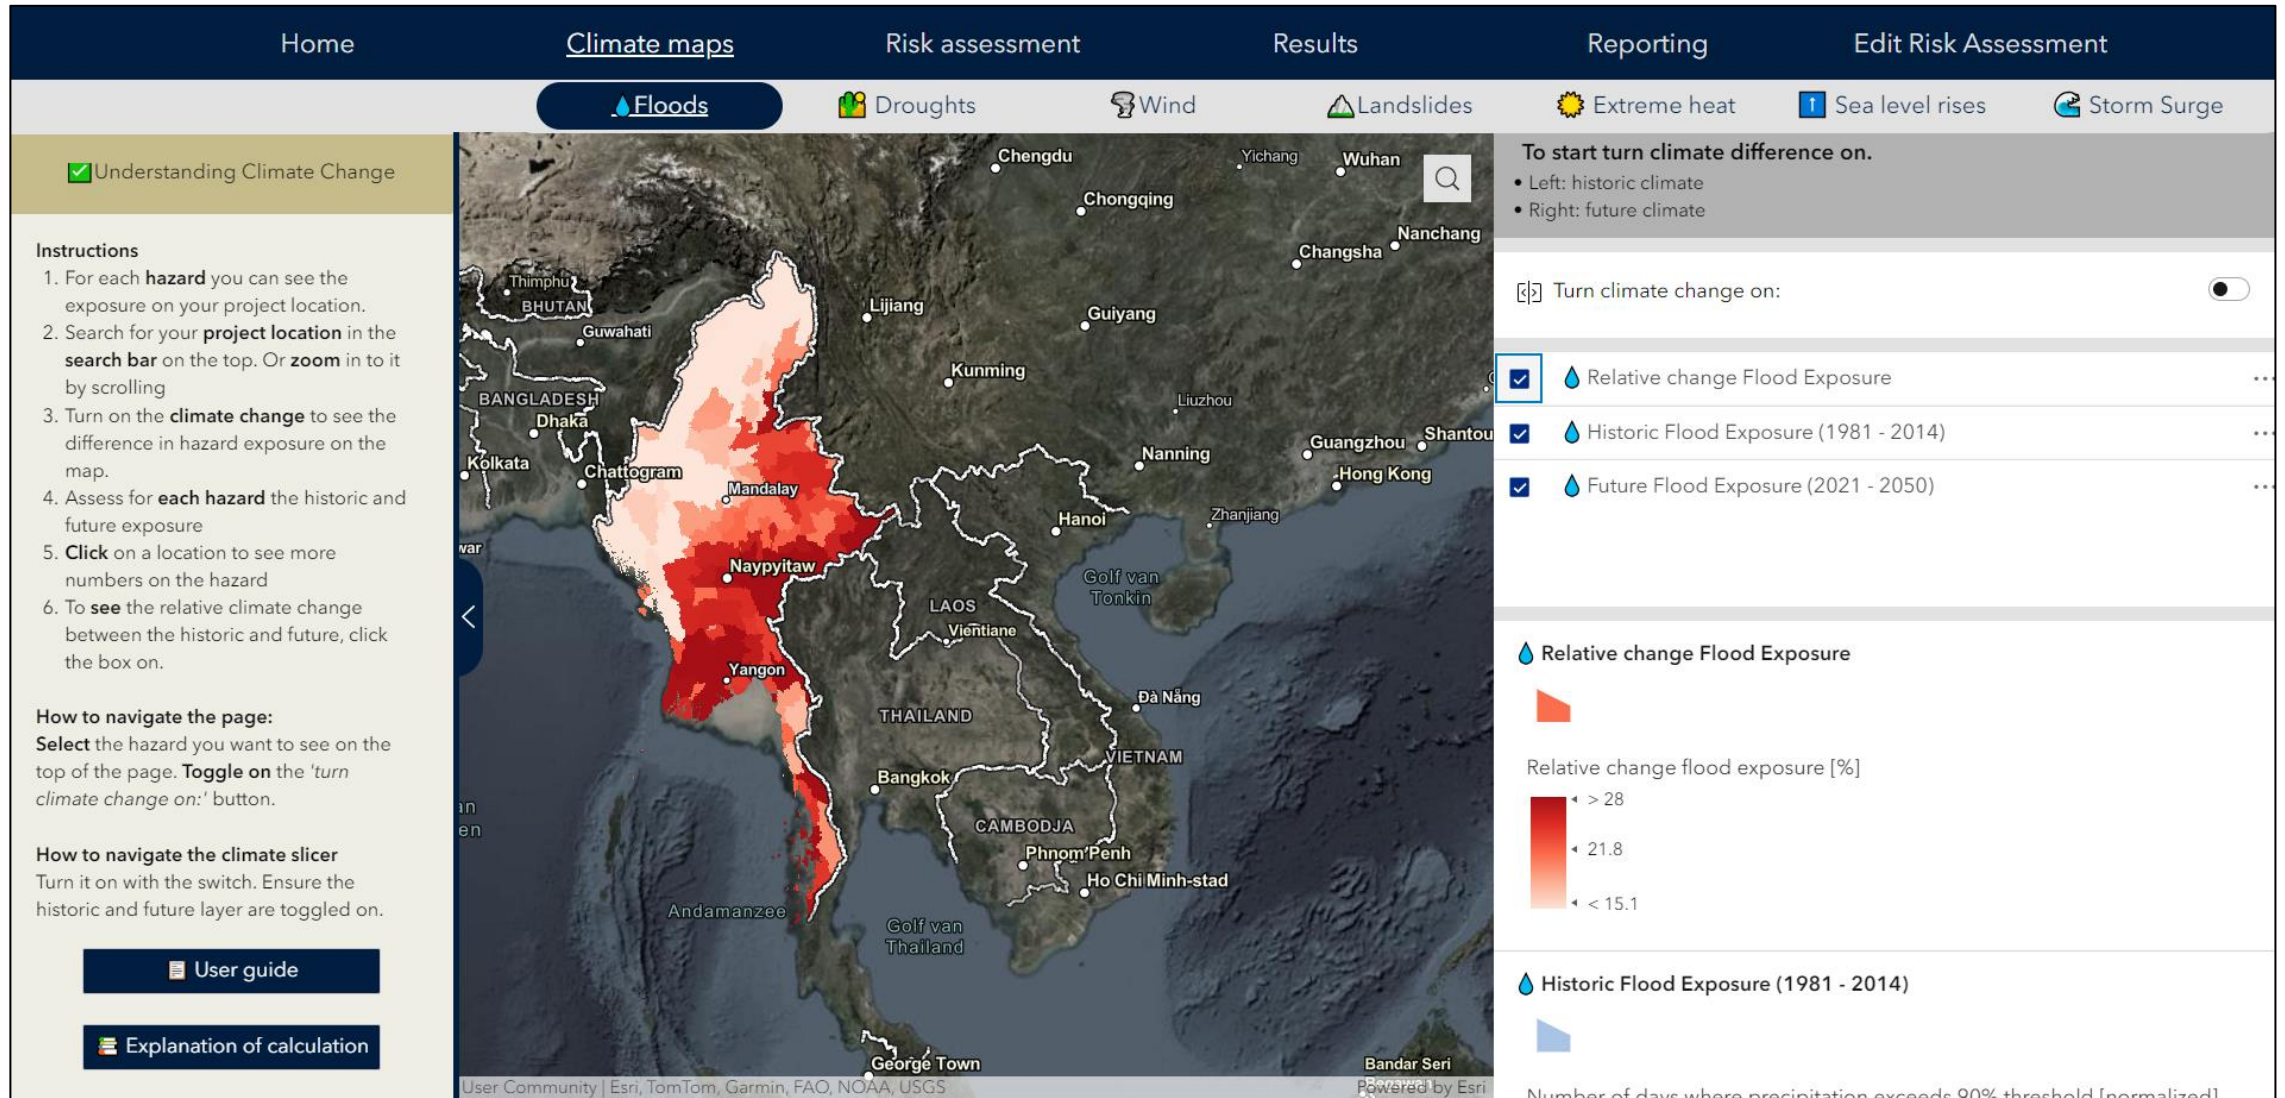 Home
Climate maps
Risk assessment
Results
Reporting
Edit Risk Assessment
Floods
Droughts
Wind
Landslides
Extreme heat
Sea level rises
Storm Surge
Understanding Climate Change
Instructions
1. For each hazard you can see the
exposure on your project location.
2. Search for your project location in the
search bar on the top. Or zoom in to it
by scrolling
3. Turn on the climate change to see the
difference in hazard exposure on the
map.
4. Assess for each hazard the historic and
future exposure
5. Click on a location to see more
numbers on the hazard
6. To see the relative climate change
between the historic and future, click
the box on.
How to navigate the page:
Select the hazard you want to see on the
top of the page. Toggle on the 'turn
climate change on:' button.
How to navigate the climate slicer
Turn it on with the switch. Ensure the
historic and future layer are toggled on.
User guide
Explanation of calculation
Chengdu
Yichang
Wuhan
Chongqing
Nanchang
Changsha
Thimphu
BHUTAN
Lijiang
Guiyang
Guwahati
Kunming
BANGLADESH
Liuzhou
Dhaka
Guangzhou
Shantou
Kolkata
Chattogram
Nanning
Hong Kong
Mandalay
Hanoi
Zhanjiang
war
Naypyitaw
Golf van
Tonkin
LAOS
Vientiane
Yangon
Đà Nẵng
THAILAND
VIETNAM
Bangkok
an
en
CAMBODJA
Phnom Penh
Ho Chi Minh-stad
Andamanzee
Golf van
Thailand
George Town
Bandar Seri
Begawan
User Community | Esri, TomTom, Garmin, FAO, NOAA, USGS
Powered by Esri
To start turn climate difference on.
• Left: historic climate
• Right: future climate
Turn climate change on:
Relative change Flood Exposure
Historic Flood Exposure (1981 - 2014)
Future Flood Exposure (2021 - 2050)
Relative change Flood Exposure
Relative change flood exposure [%]
> 28
21.8
< 15.1
Historic Flood Exposure (1981 - 2014)
Number of days where precipitation exceeds 90% threshold [normalized]